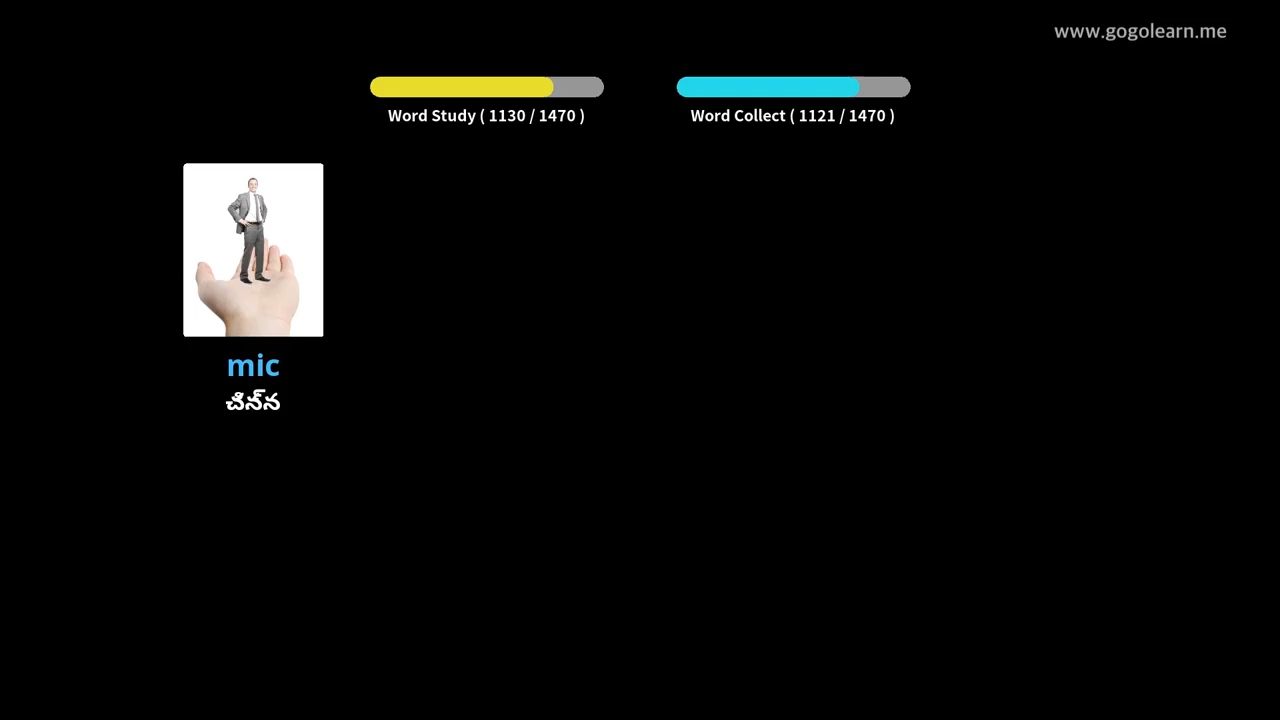 www.gogolearn.me
Word Study ( 1130 / 1470 )
Word Collect ( 1121 / 1470 )
mic
చిన్న